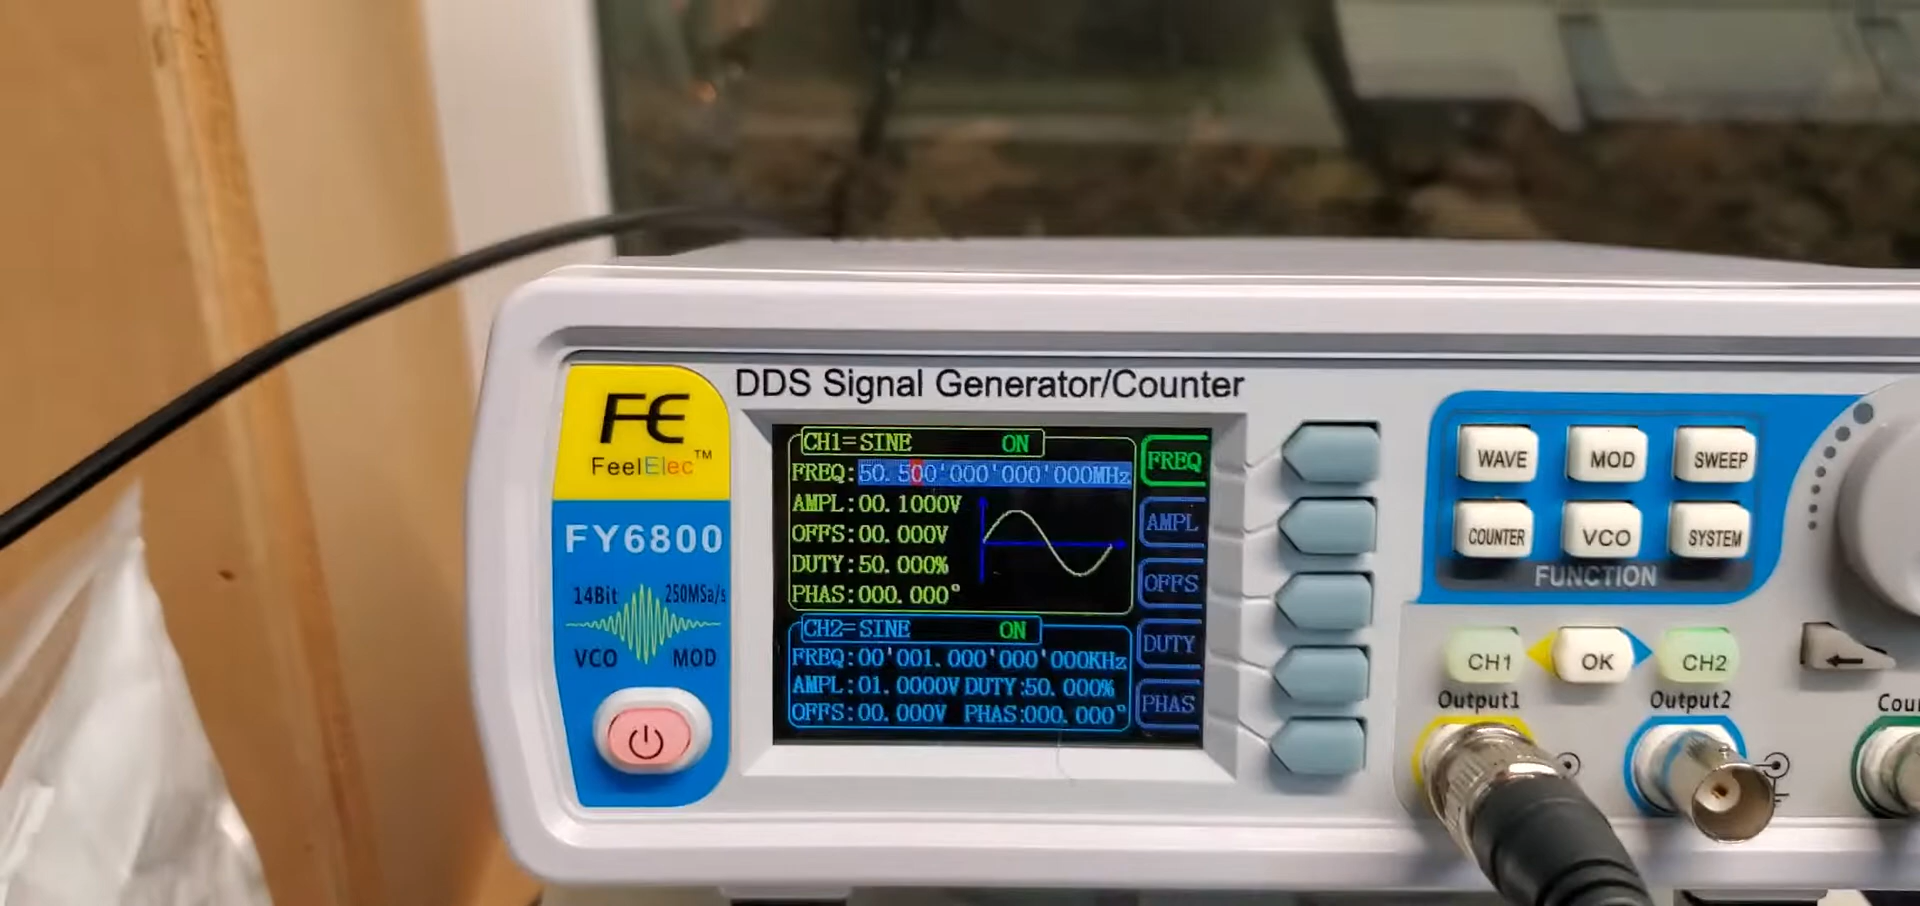 DDS Signal Generator/Counter
FE
FeelElec™
FY6800
14Bit 250MSa/s
VCO MOD
CH1=SINE ON
FREQ:50.500'000'000'000MHz
AMPL:00.1000V
OFFS:00.000V
DUTY:50.000%
PHAS:000.000°
CH2=SINE ON
FREQ:00'001.000'000'000KHz
AMPL:01.0000V DUTY:50.000%
OFFS:00.000V PHAS:000.000°
FREQ
AMPL
OFFS
DUTY
PHAS
WAVE MOD SWEEP
COUNTER VCO SYSTEM
FUNCTION
CH1 OK CH2
Output1 Output2 Cou